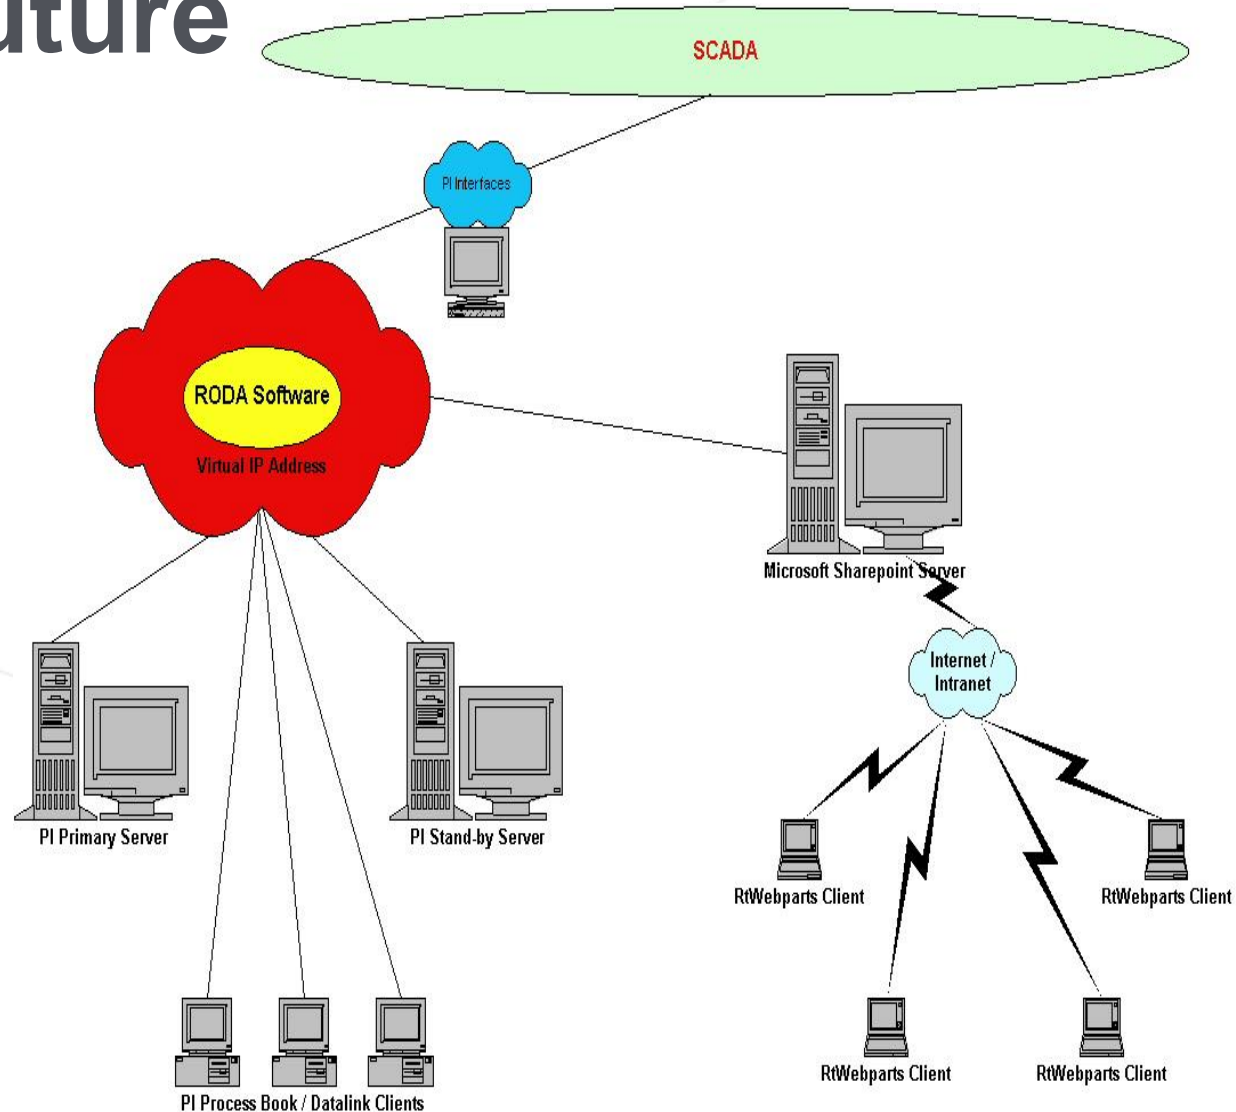 uture
SCADA
PI Interfaces
RODA Software
Virtual IP Address
Microsoft Sharepoint Server
Internet /
Intranet
PI Primary Server
PI Stand-by Server
RtWebparts Client
RtWebparts Client
RtWebparts Client
RtWebparts Client
PI Process Book / Datalink Clients